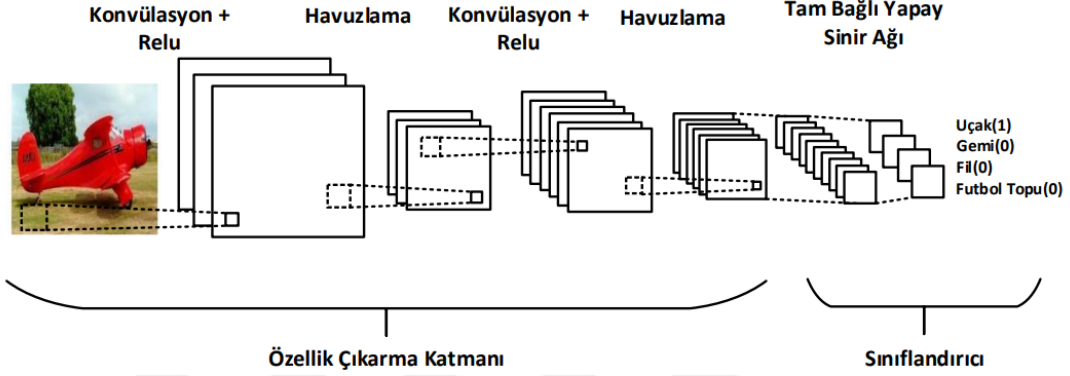 Konvülasyon +
Relu
Havuzlama
Konvülasyon +
Relu
Havuzlama
Tam Bağlı Yapay
Sinir Ağı
Uçak(1)
Gemi(0)
Fil(0)
Futbol Topu(0)
Özellik Çıkarma Katmanı
Sınıflandırıcı